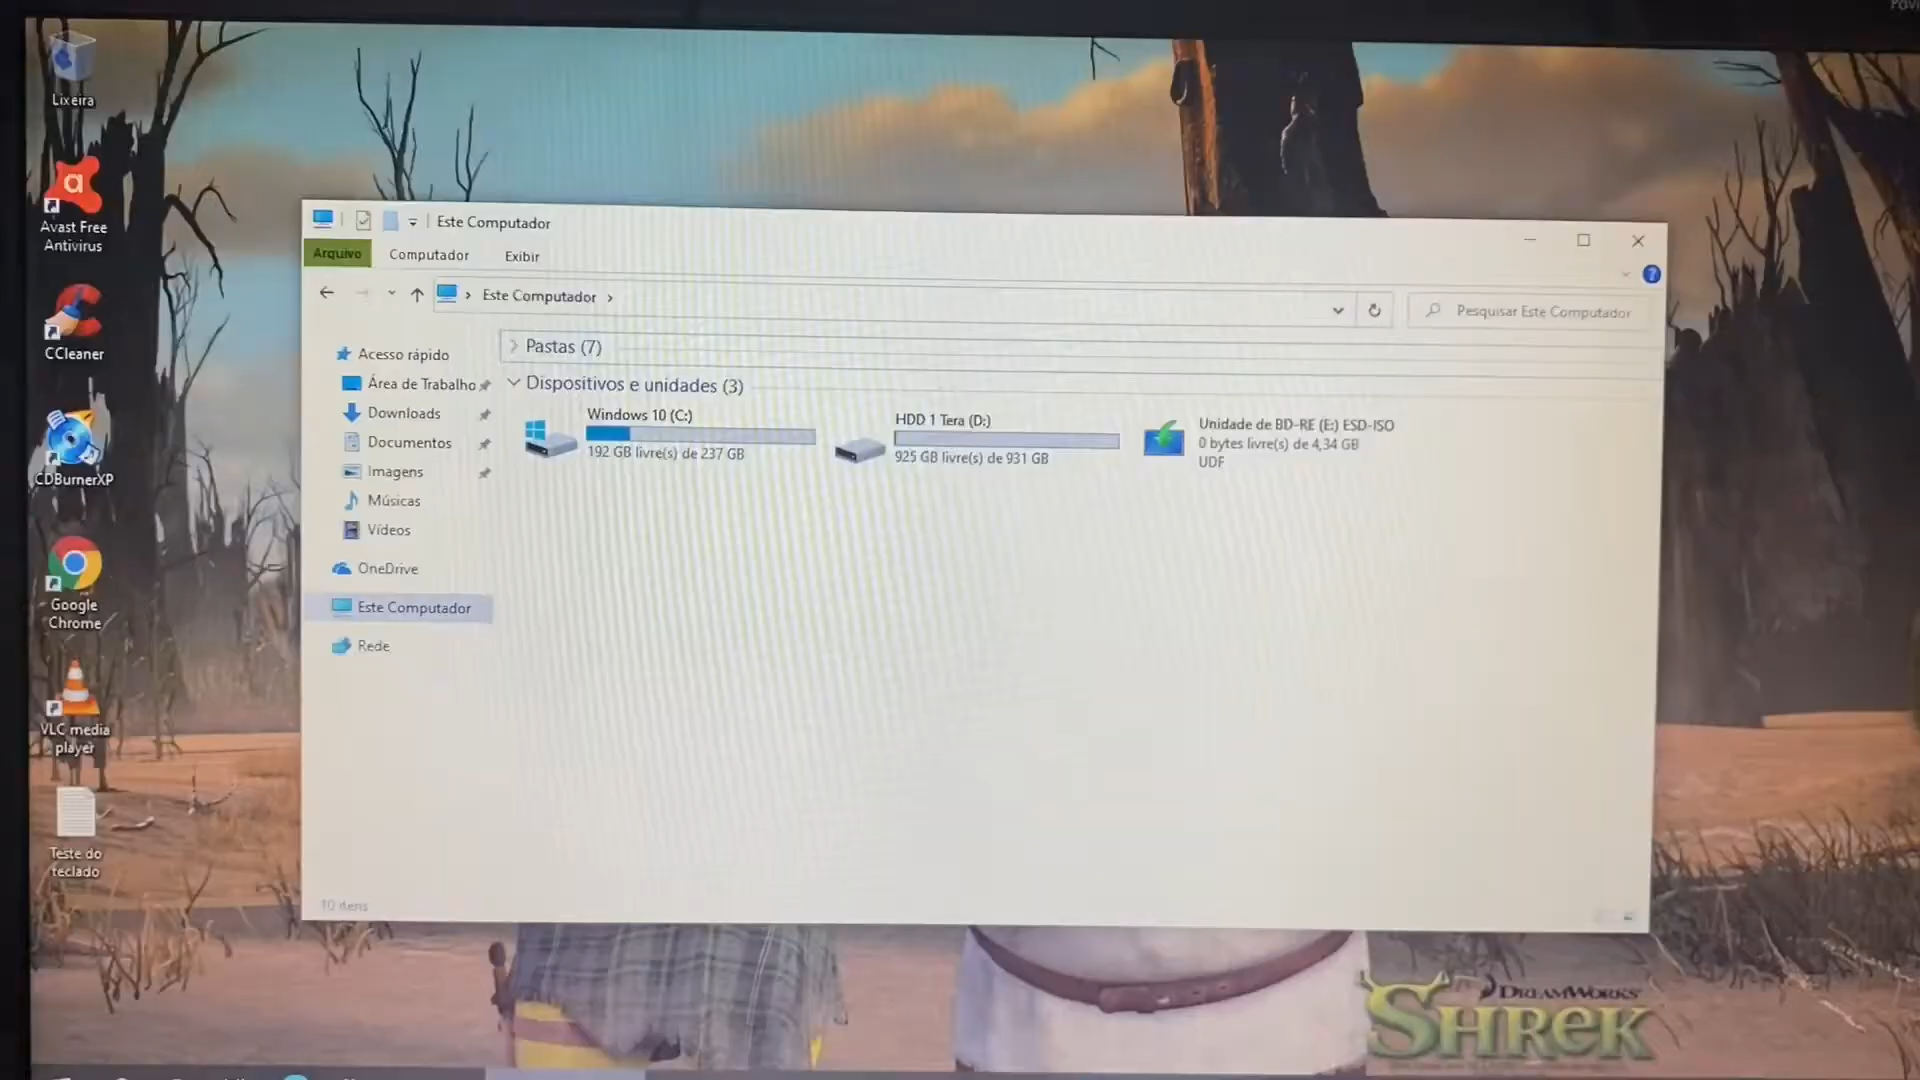 Lixeira
Avast Free
Antivirus
CCleaner
CDBurnerXP
Google
Chrome
VLC media
player
Teste do
teclado
Este Computador
Arquivo
Computador
Exibir
Este Computador
Pesquisar Este Computador
Acesso rápido
Área de Trabalho
Downloads
Documentos
Imagens
Músicas
Vídeos
OneDrive
Este Computador
Rede
Pastas (7)
Dispositivos e unidades (3)
Windows 10 (C:)
192 GB livre(s) de 237 GB
HDD 1 Tera (D:)
925 GB livre(s) de 931 GB
Unidade de BD-RE (E:) ESD-ISO
0 bytes livre(s) de 4,34 GB
UDF
10 itens
DREAMWORKS
SHREK